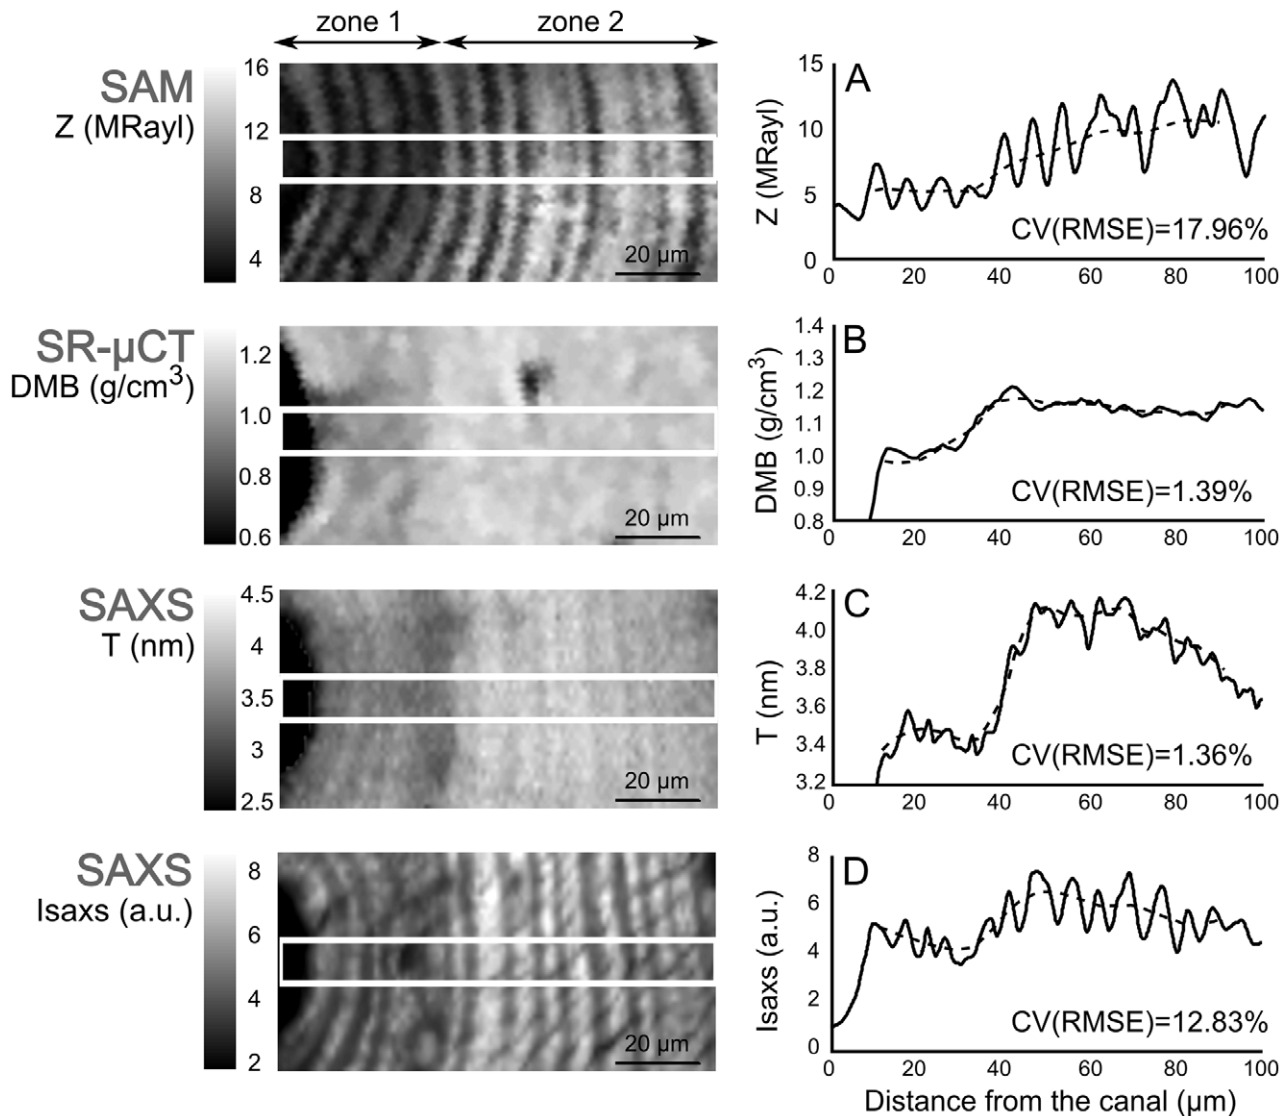 zone 1 zone 2
SAM
Z (MRayl)
16
12
8
4
20 µm
A
Z (MRayl)
15
10
5
0
CV(RMSE)=17.96%
0 20 40 60 80 100
SR-µCT
DMB (g/cm3)
1.2
1.0
0.8
0.6
20 µm
B
DMB (g/cm3)
1.4
1.3
1.2
1.1
1.0
0.9
0.8
CV(RMSE)=1.39%
0 20 40 60 80 100
SAXS
T (nm)
4.5
4
3.5
3
2.5
20 µm
C
T (nm)
4.2
4.0
3.8
3.6
3.4
3.2
CV(RMSE)=1.36%
0 20 40 60 80 100
SAXS
Isaxs (a.u.)
8
6
4
2
20 µm
D
Isaxs (a.u.)
8
6
4
2
0
CV(RMSE)=12.83%
0 20 40 60 80 100
Distance from the canal (µm)